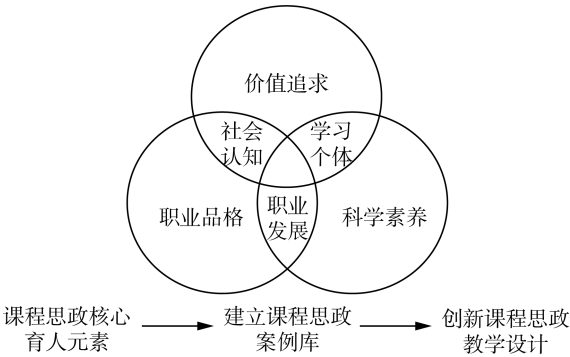 价值追求
社会
认知
学习
个体
职业品格
职业
发展
科学素养
课程思政核心
育人元素
建立课程思政
案例库
创新课程思政
教学设计